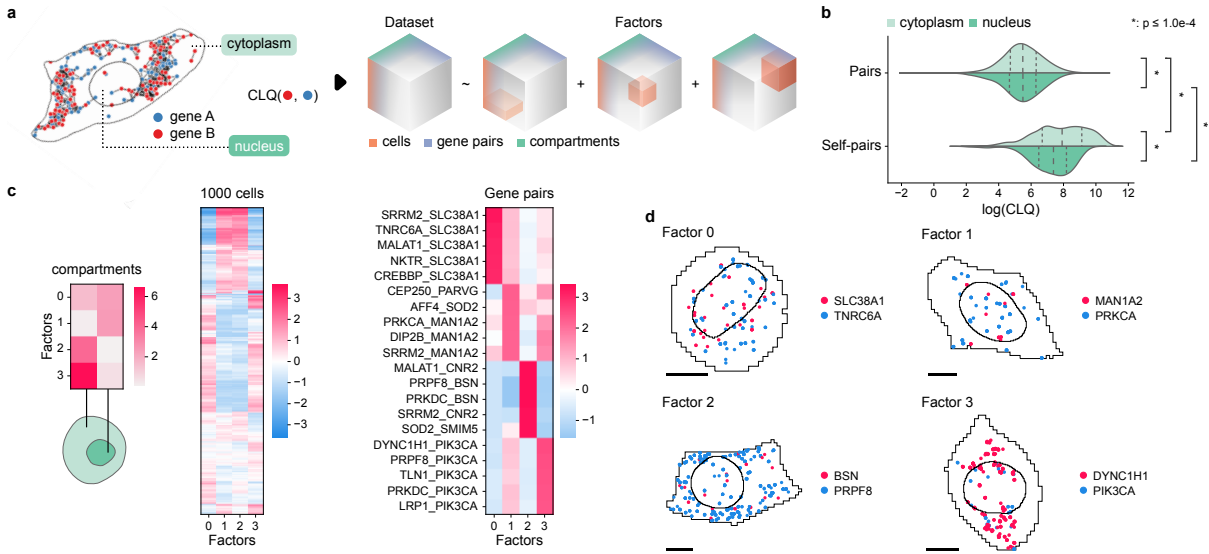 a
cytoplasm
CLQ(●, ●)
gene A
gene B
nucleus
Dataset
Factors
~
+
+
cells
gene pairs
compartments
b
cytoplasm
nucleus
*: p ≤ 1.0e-4
Pairs
Self-pairs
*
*
*
*
−2
0
2
4
6
8
10
12
log(CLQ)
c
compartments
Factors
0
1
2
3
6
4
2
1000 cells
3
2
1
0
−1
−2
−3
0
1
2
3
Factors
Gene pairs
SRRM2_SLC38A1
TNRC6A_SLC38A1
MALAT1_SLC38A1
NKTR_SLC38A1
CREBBP_SLC38A1
CEP250_PARVG
AFF4_SOD2
PRKCA_MAN1A2
DIP2B_MAN1A2
SRRM2_MAN1A2
MALAT1_CNR2
PRPF8_BSN
PRKDC_BSN
SRRM2_CNR2
SOD2_SMIM5
DYNC1H1_PIK3CA
PRPF8_PIK3CA
TLN1_PIK3CA
PRKDC_PIK3CA
LRP1_PIK3CA
3
2
1
0
−1
0
1
2
3
Factors
d
Factor 0
SLC38A1
TNRC6A
Factor 1
MAN1A2
PRKCA
Factor 2
BSN
PRPF8
Factor 3
DYNC1H1
PIK3CA